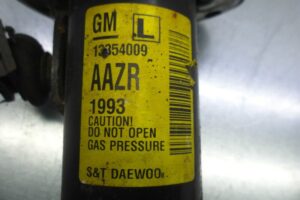 GM L
13354009
AAZR
1993
CAUTION!
DO NOT OPEN
GAS PRESSURE
S&T DAEWOO